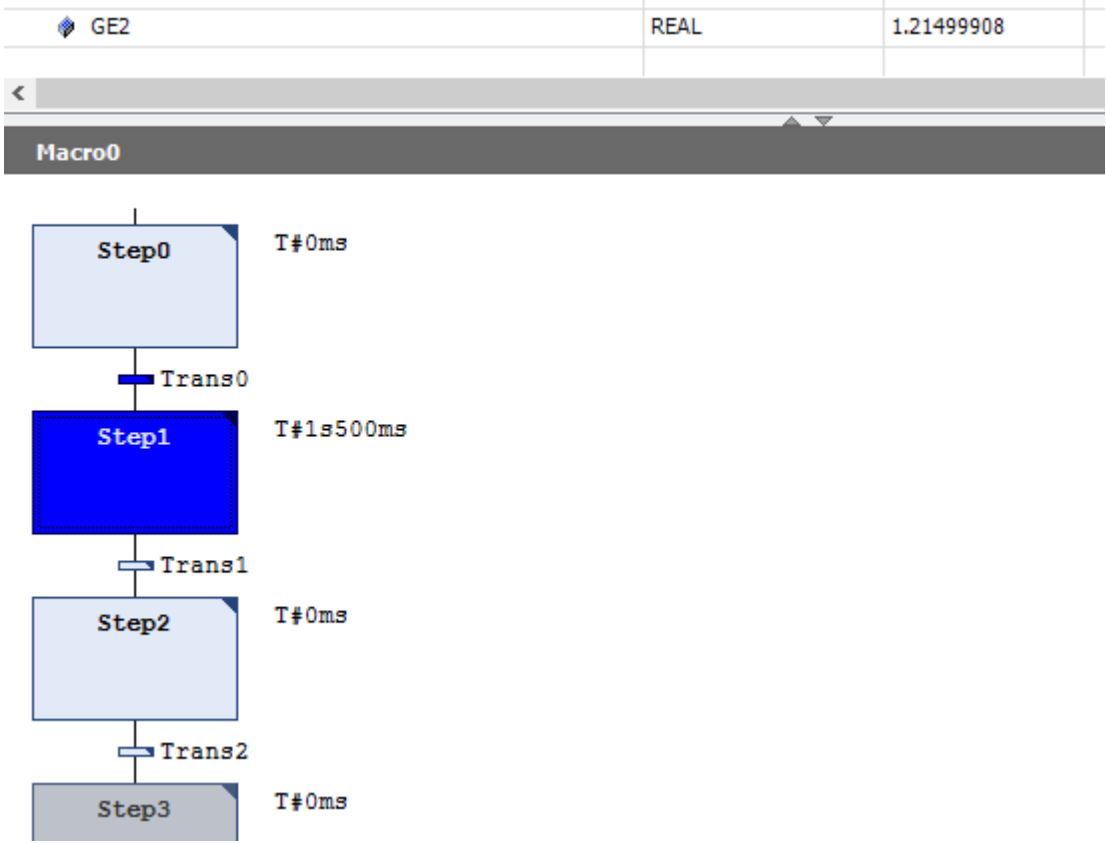 GE2 REAL 1.21499908
Macro0
Step0 T#0ms
Trans0
Step1 T#1s500ms
Trans1
Step2 T#0ms
Trans2
Step3 T#0ms